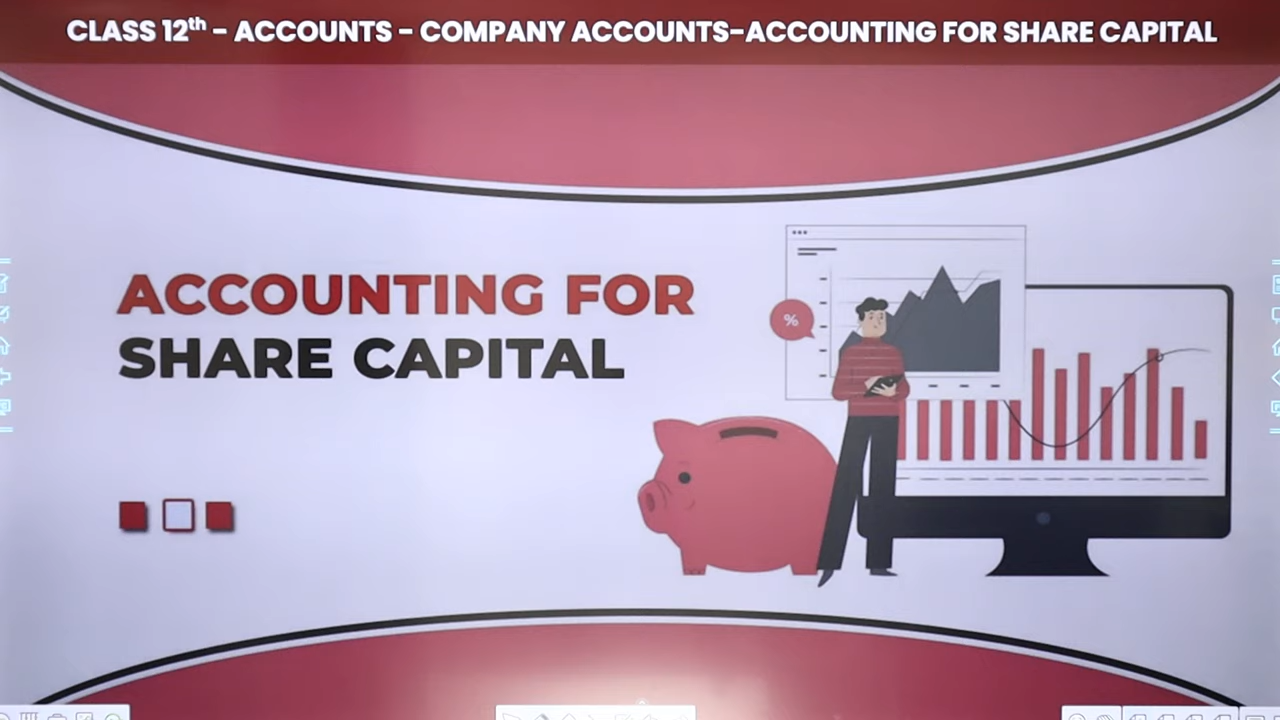 CLASS 12th – ACCOUNTS – COMPANY ACCOUNTS–ACCOUNTING FOR SHARE CAPITAL
ACCOUNTING FOR
SHARE CAPITAL
%